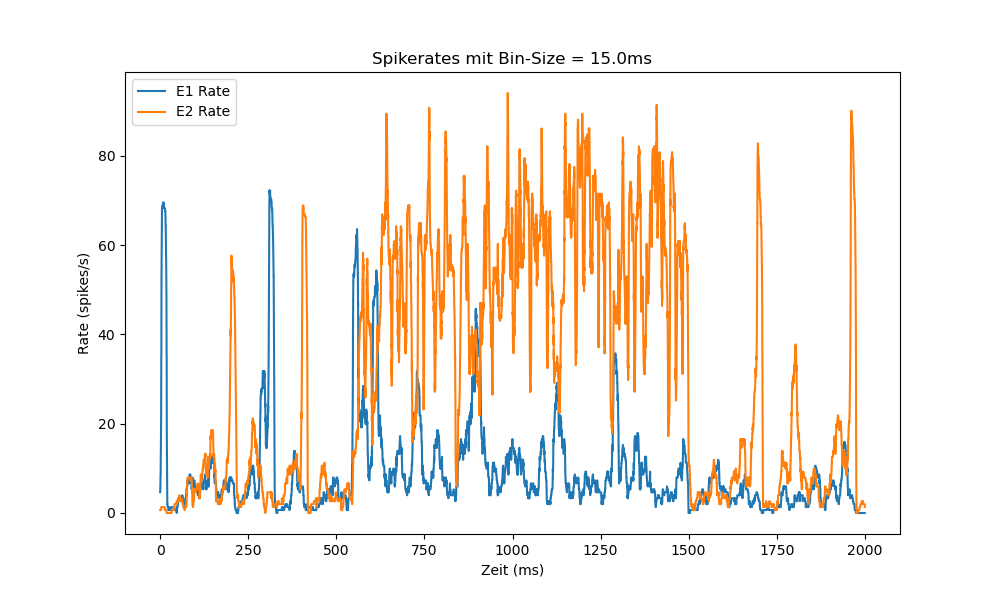 Spikerates mit Bin-Size = 15.0ms
E1 Rate
E2 Rate
Rate (spikes/s)
80
60
40
20
0
0 250 500 750 1000 1250 1500 1750 2000
Zeit (ms)